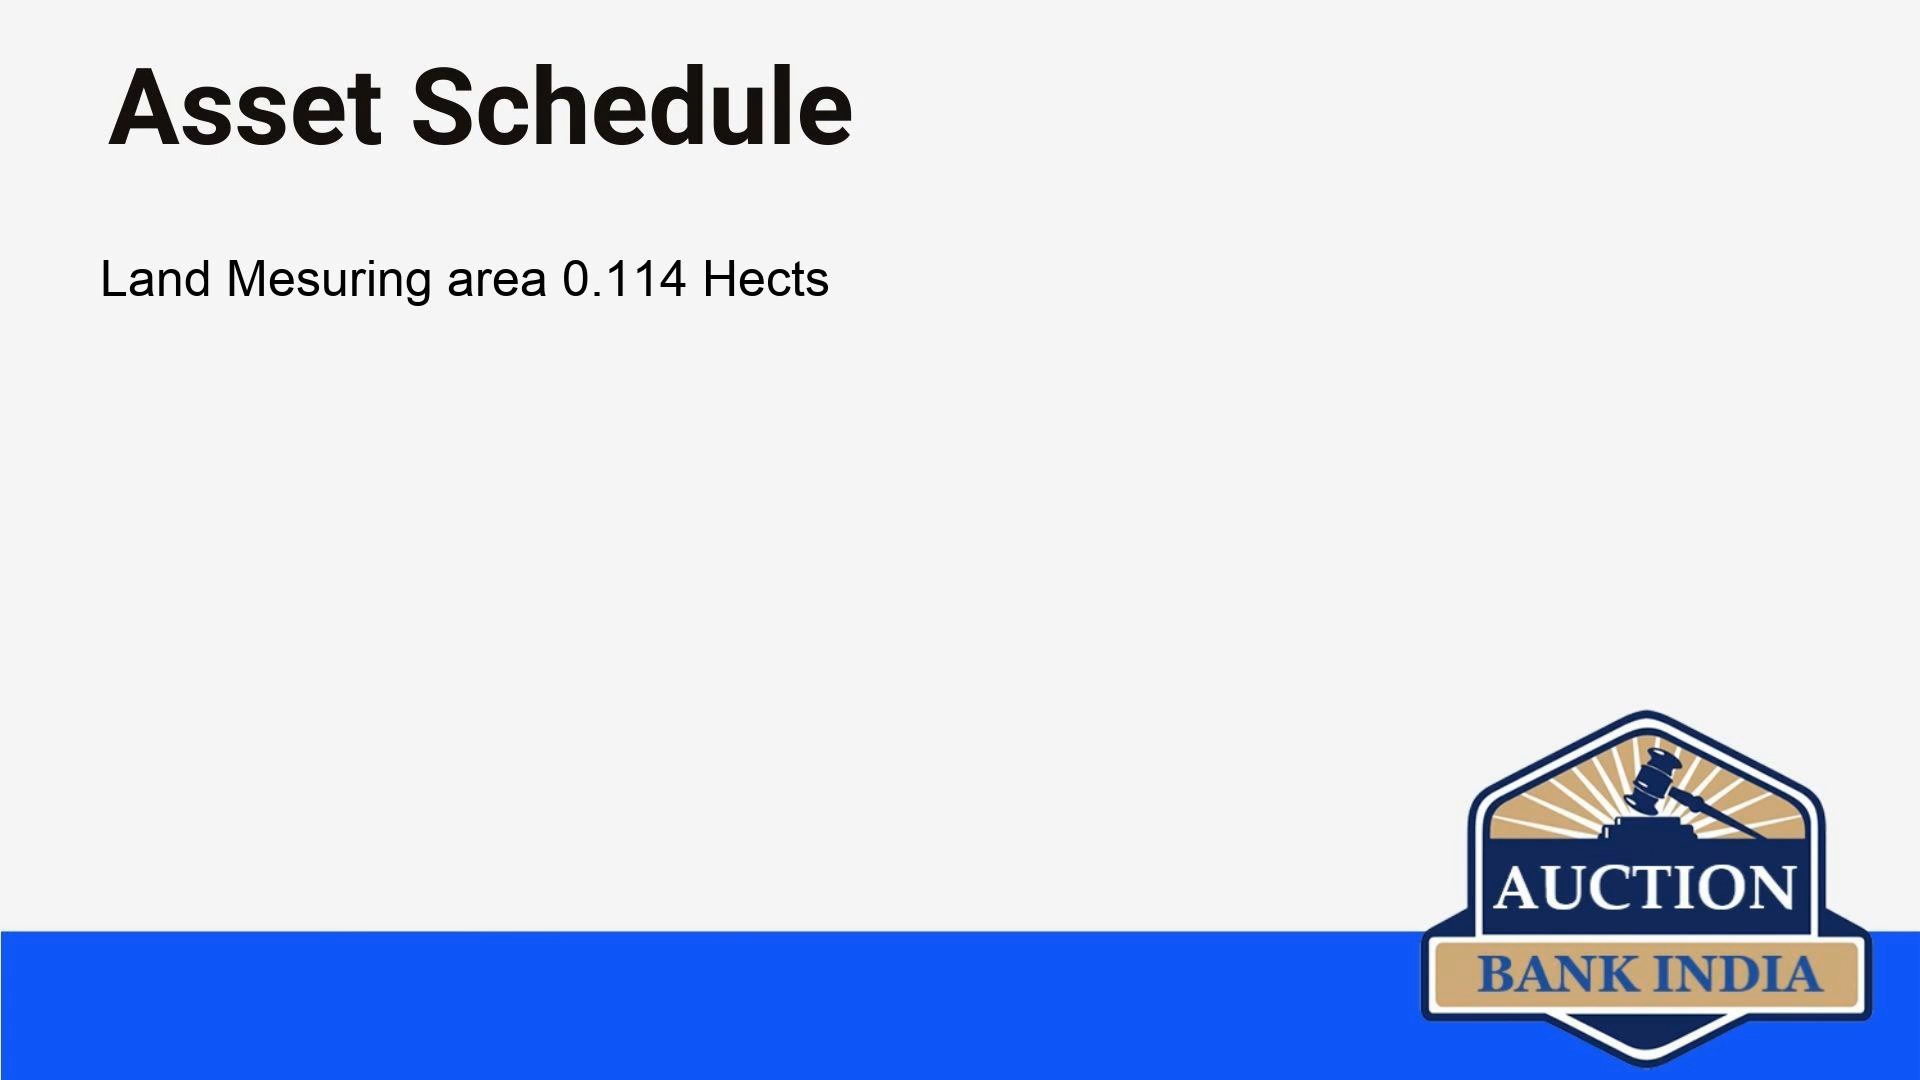 Asset Schedule
Land Mesuring area 0.114 Hects
AUCTION
BANK INDIA